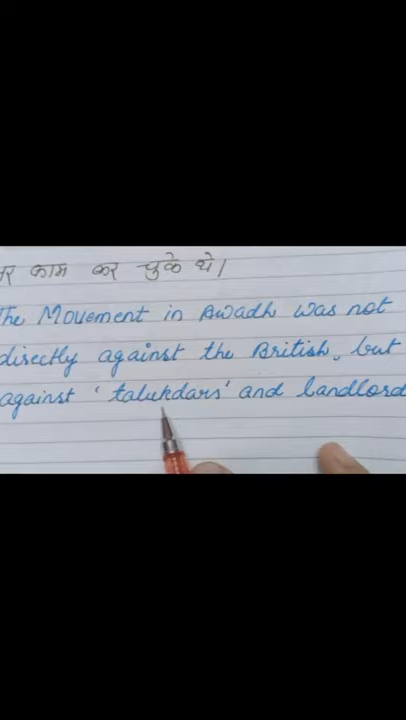 काम कर चुके थे।
The Movement in Awadh was not
directly against the British, but
against 'talukdars' and landlord